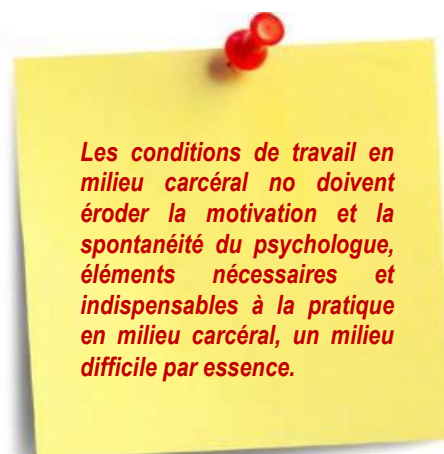 Les conditions de travail en
milieu carcéral no doivent
éroder la motivation et la
spontanéité du psychologue,
éléments nécessaires et
indispensables à la pratique
en milieu carcéral, un milieu
difficile par essence.